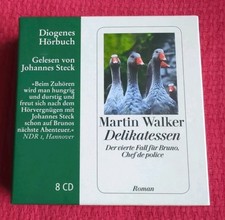 Diogenes
Hörbuch
Gelesen von
Johannes Steck
»Beim Zuhören
wird man hungrig
und durstig und
freut sich nach dem
Hörvergnügen mit
Johannes Steck
schon auf Brunos
nächste Abenteuer.«
NDR 1, Hannover
8 CD
Martin Walker
Delikatessen
Der vierte Fall für Bruno,
Chef de police
Roman